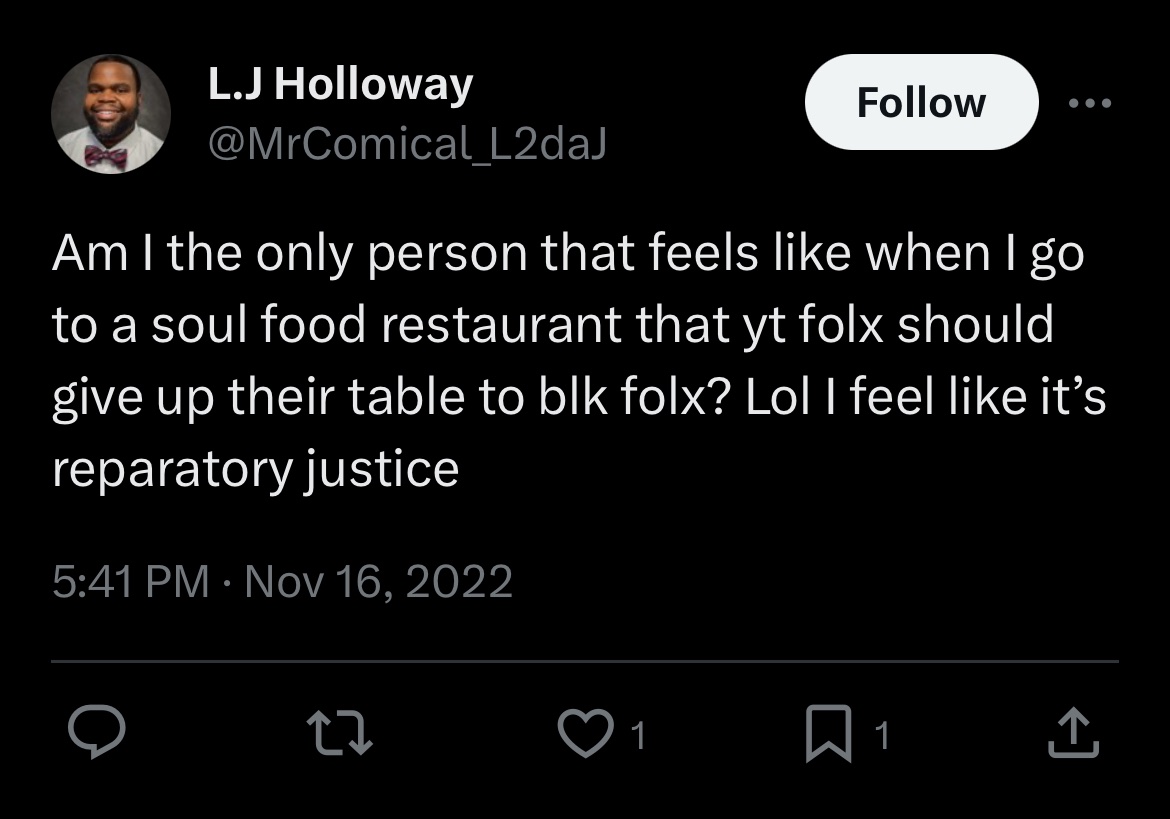 L.J Holloway
Follow
@MrComical_L2daJ
Am I the only person that feels like when I go
to a soul food restaurant that yt folx should
give up their table to blk folx? Lol I feel like it’s
reparatory justice
5:41 PM · Nov 16, 2022
1
1